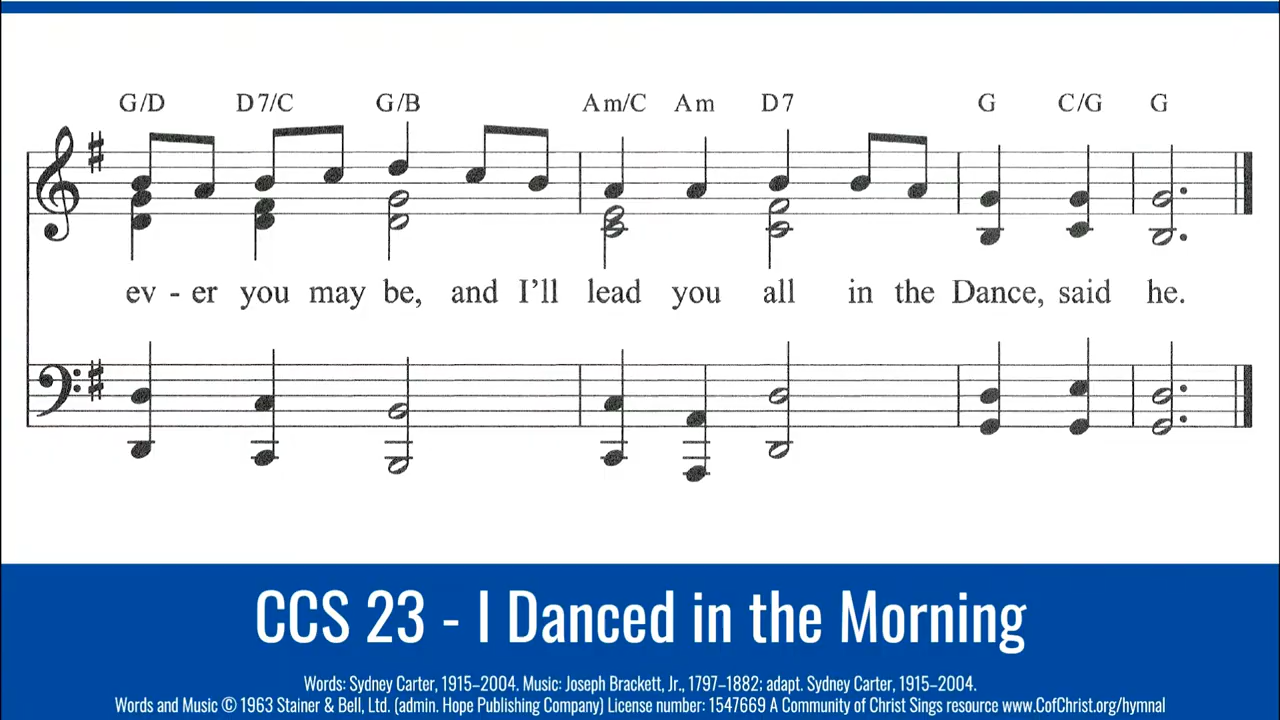 G/D D7/C G/B Am/C Am D7 G C/G G
ev - er you may be, and I'll lead you all in the Dance, said he.
CCS 23 - I Danced in the Morning
Words: Sydney Carter, 1915–2004. Music: Joseph Brackett, Jr., 1797–1882; adapt. Sydney Carter, 1915–2004.
Words and Music © 1963 Stainer & Bell, Ltd. (admin. Hope Publishing Company) License number: 1547669 A Community of Christ Sings resource www.CofChrist.org/hymnal